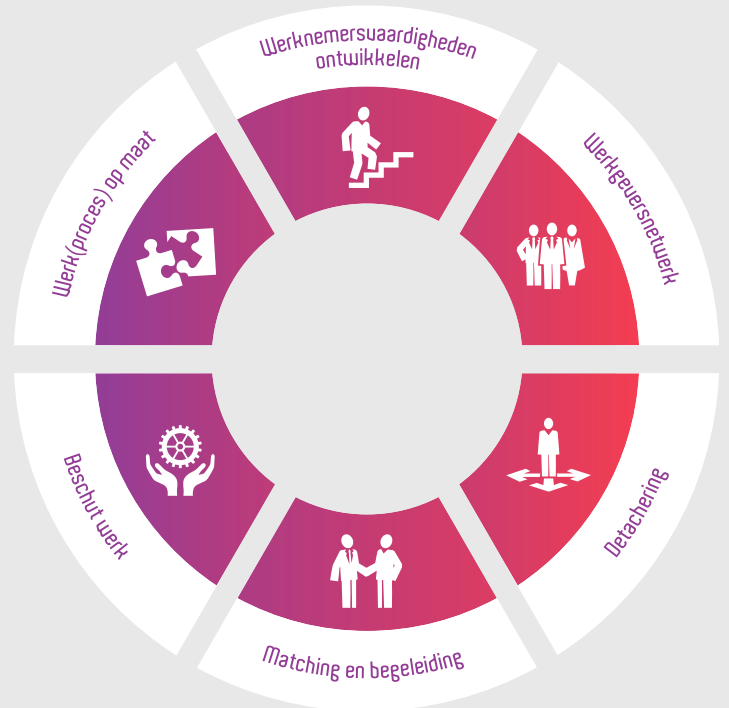 Werknemersvaardigheden
ontwikkelen
Werkgeversnetwerk
Detachering
Matching en begeleiding
Beschut werk
Werk(proces) op maat